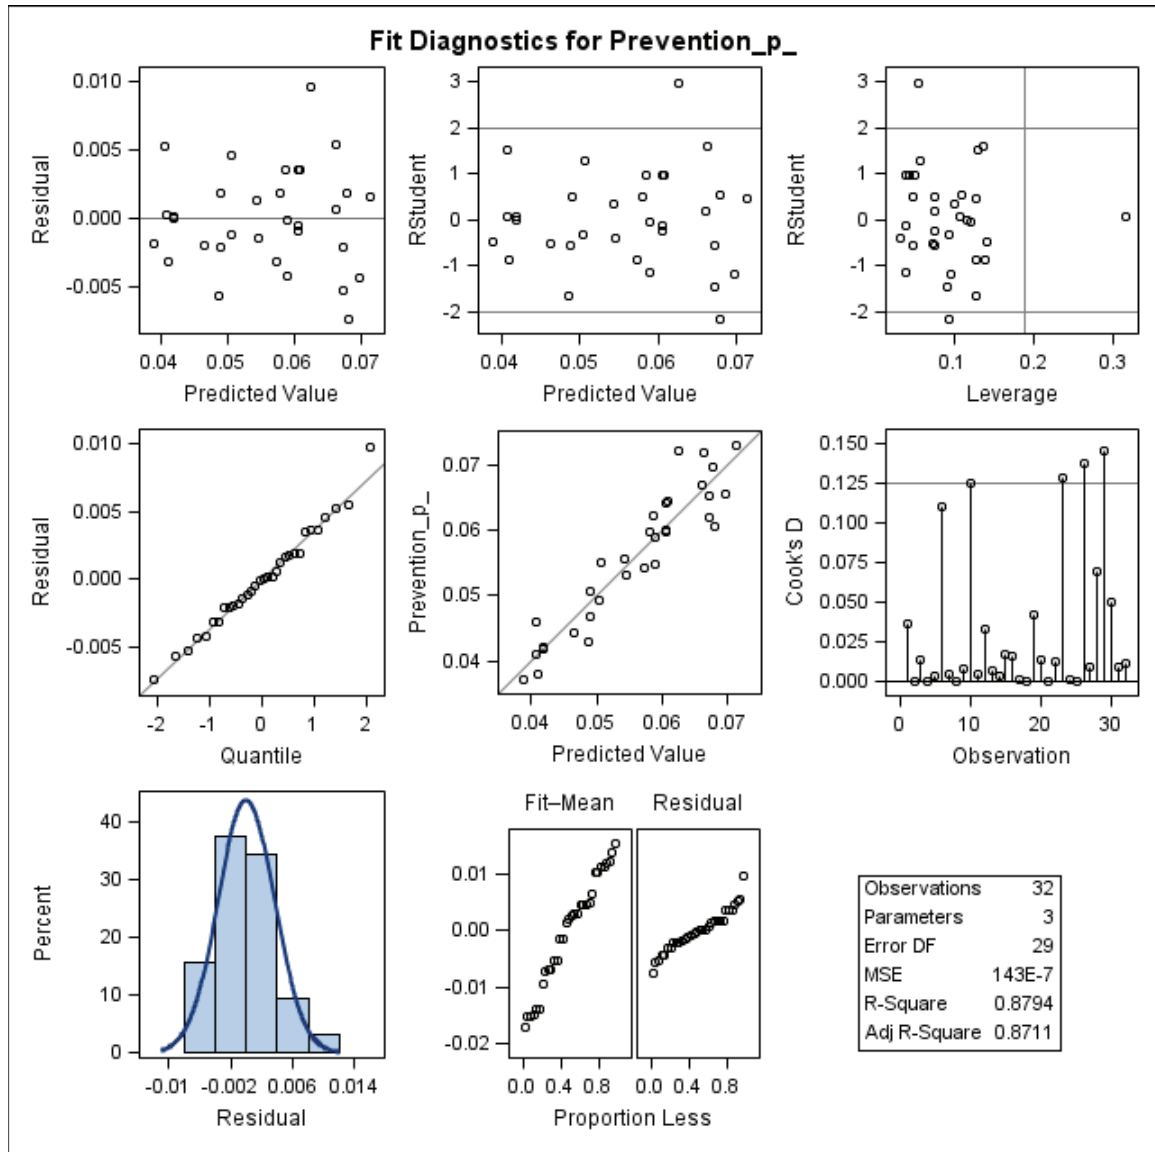 Fit Diagnostics for Prevention_p_
Residual
0.010
0.005
0.000
-0.005
0.04 0.05 0.06 0.07
Predicted Value
RStudent
3
2
1
0
-1
-2
0.04 0.05 0.06 0.07
Predicted Value
RStudent
3
2
1
0
-1
-2
0.1 0.2 0.3
Leverage
Residual
0.010
0.005
0.000
-0.005
-2 -1 0 1 2
Quantile
Prevention_p_
0.07
0.06
0.05
0.04
0.04 0.05 0.06 0.07
Predicted Value
Cook's D
0.150
0.125
0.100
0.075
0.050
0.025
0.000
0 10 20 30
Observation
Percent
40
30
20
10
0
-0.01 -0.002 0.006 0.014
Residual
Fit–Mean Residual
0.01
0.00
-0.01
-0.02
0.0 0.4 0.8 0.0 0.4 0.8
Proportion Less
Observations 32
Parameters 3
Error DF 29
MSE 143E-7
R-Square 0.8794
Adj R-Square 0.8711